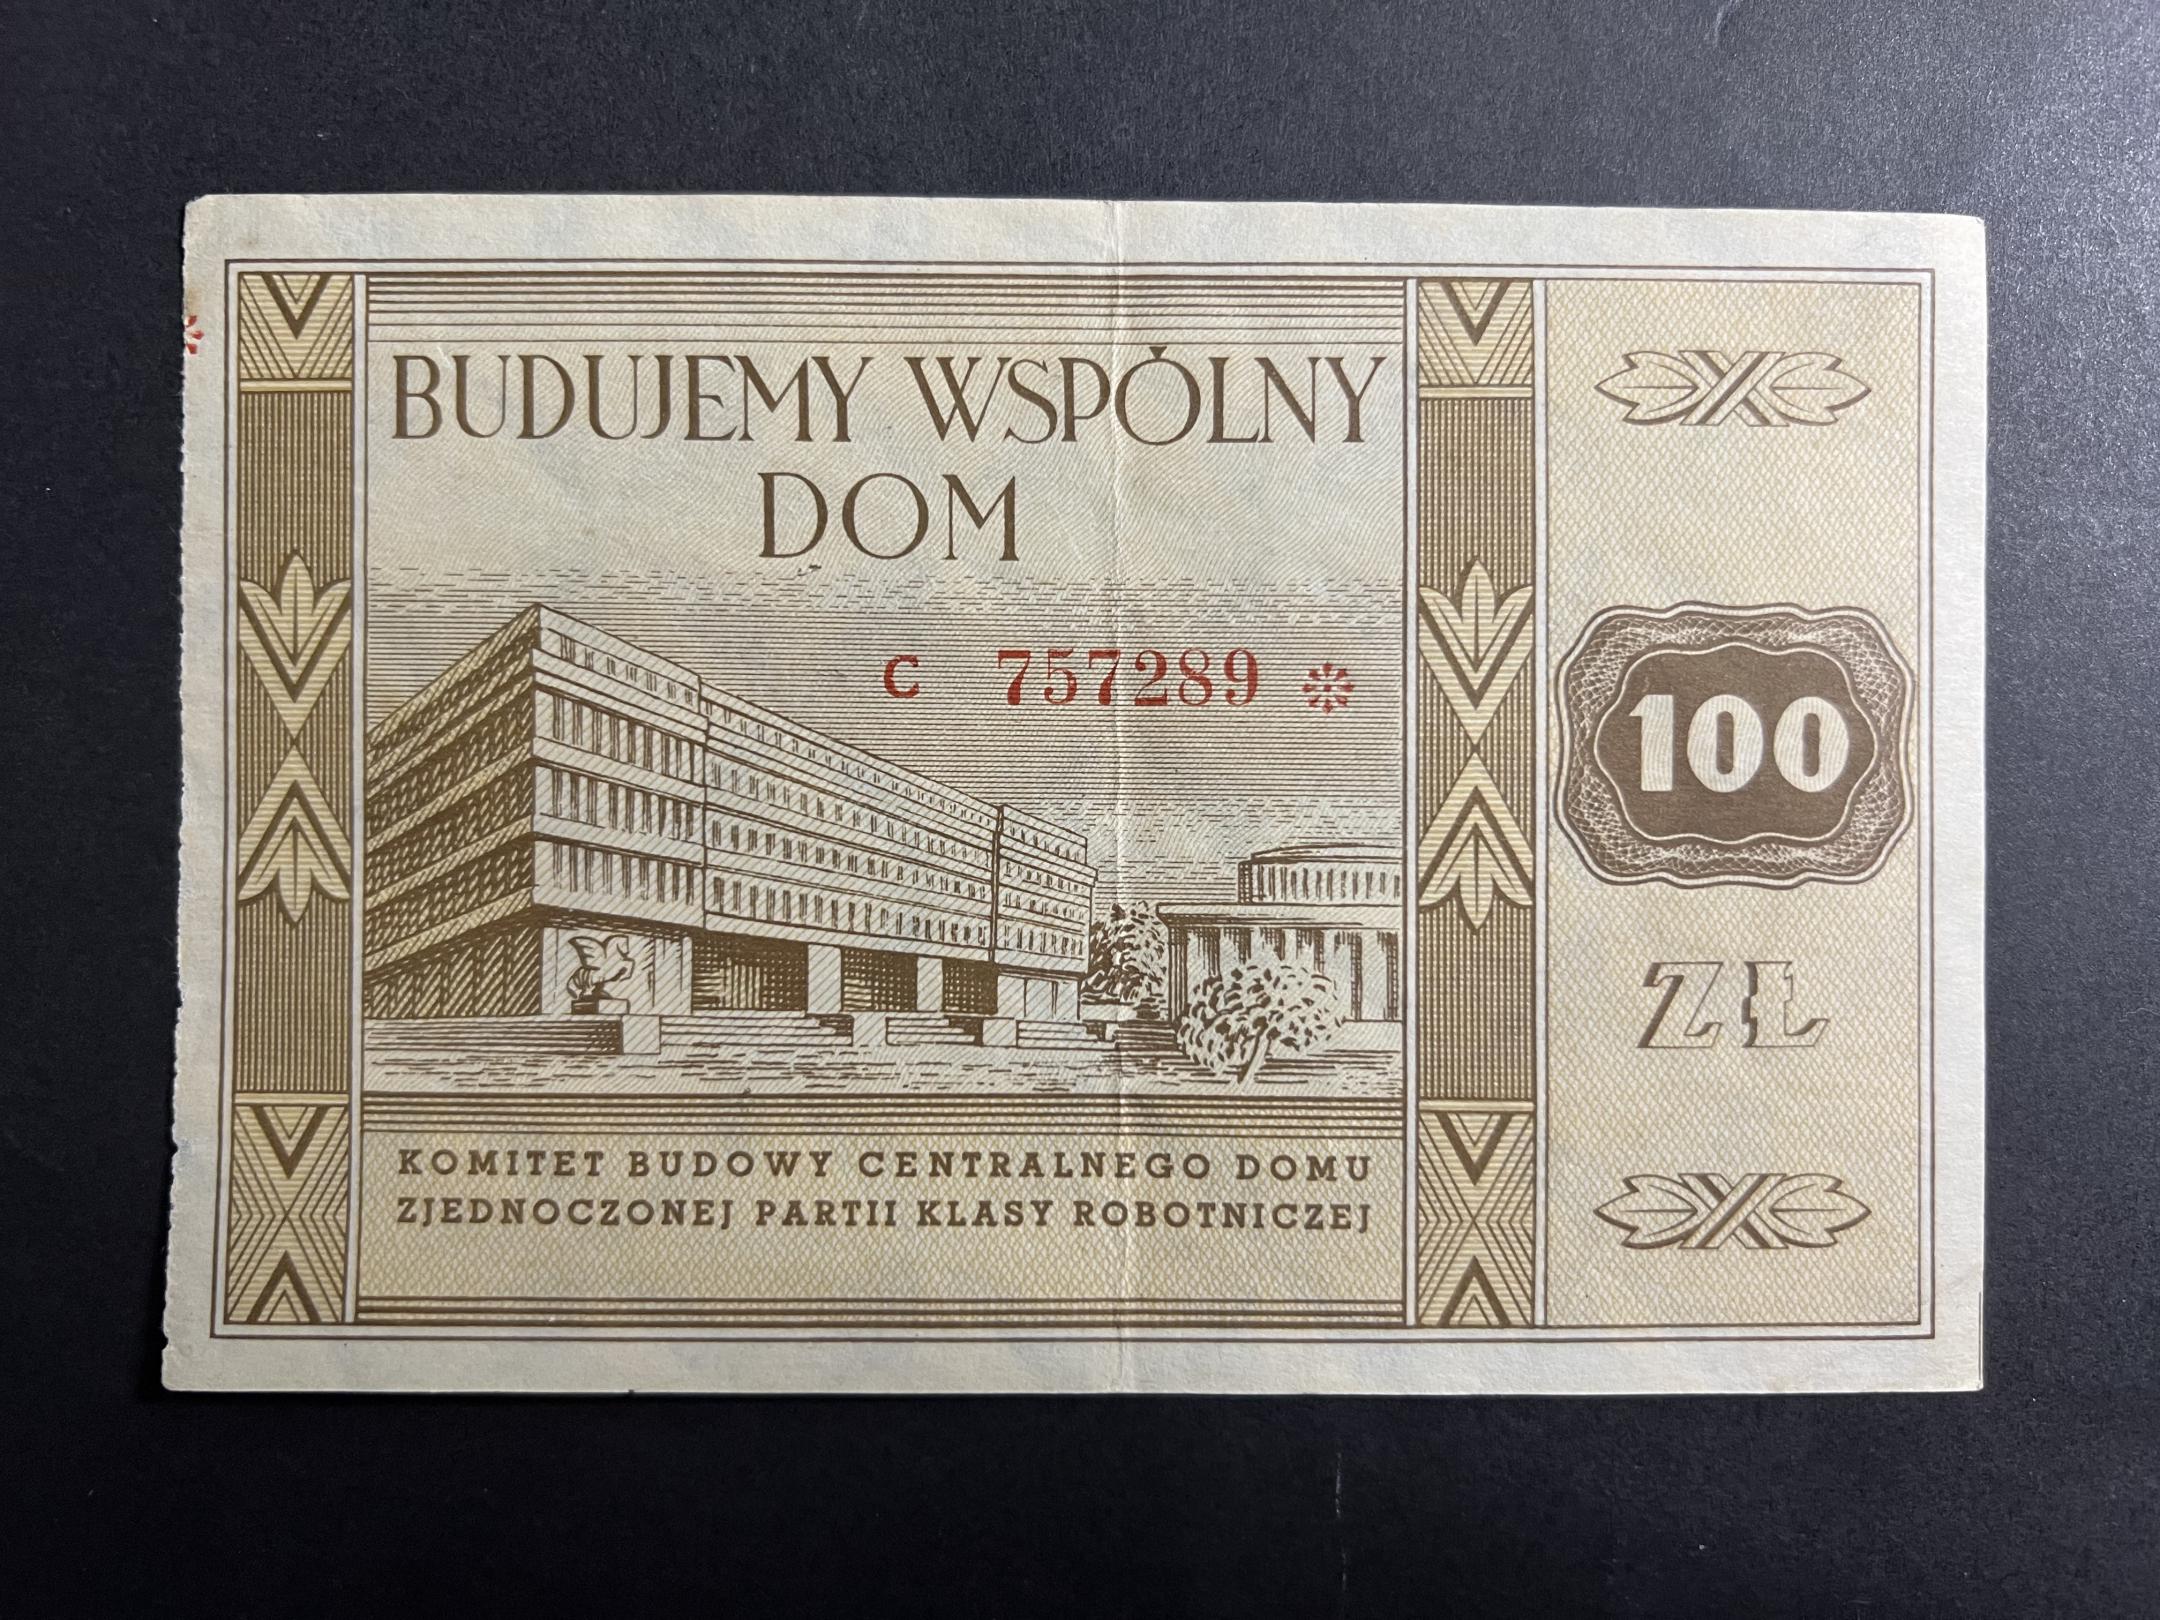 BUDUJEMY WSPÓLNY
DOM
C 757289
100
ZŁ
KOMITET BUDOWY CENTRALNEGO DOMU
ZJEDNOCZONEJ PARTII KLASY ROBOTNICZEJ